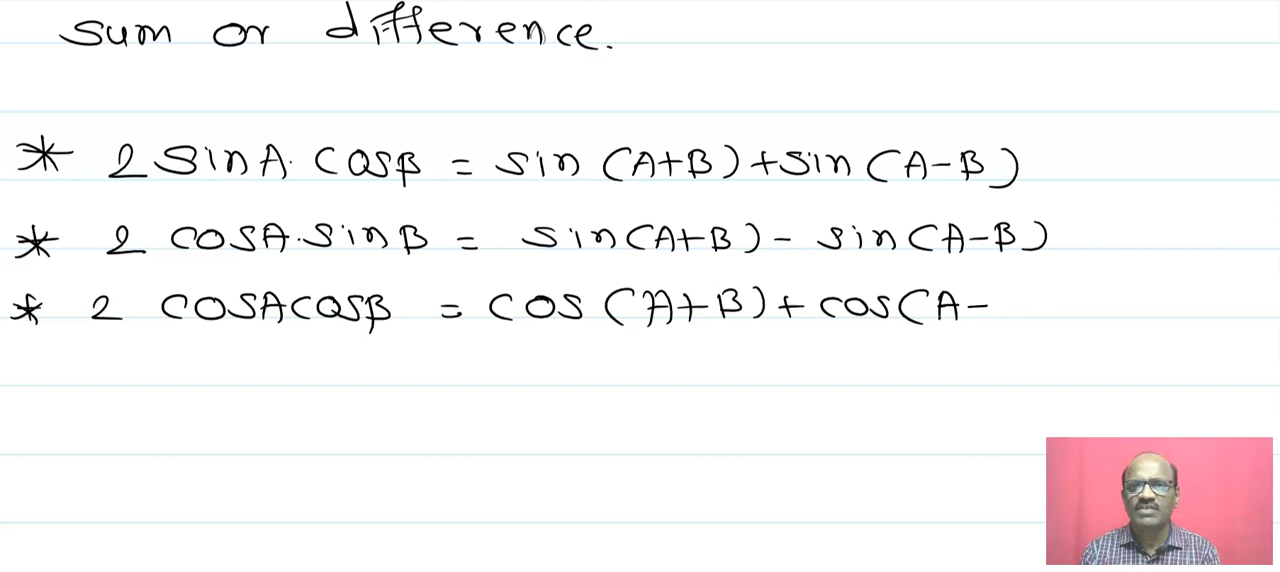 sum or difference.
* 2 sinA. cosB = sin (A+B)+sin(A-B)
* 2 cosA.sinB = sin(A+B)- sin(A-B)
* 2 cosAcosB = cos (A+B)+cos(A-